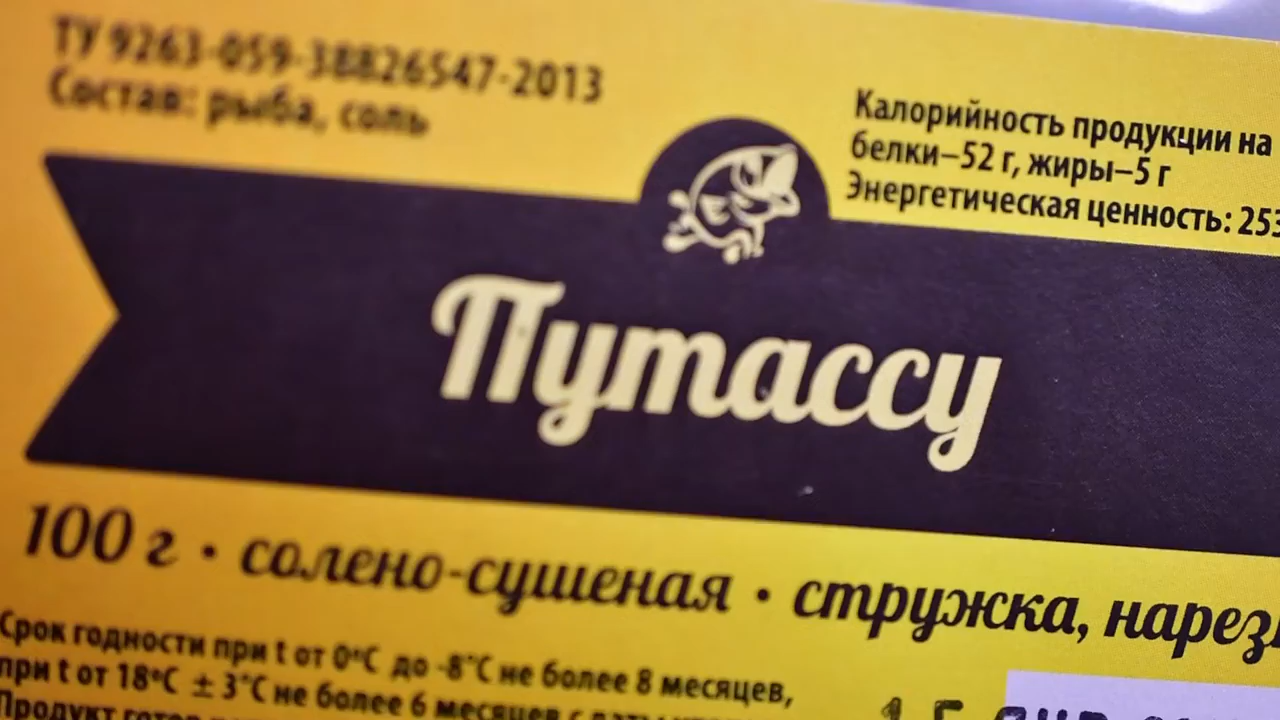 ТУ 9263-059-38826547-2013
Состав: рыба, соль
Калорийность продукции на
белки–52 г, жиры–5 г
Энергетическая ценность: 253
Путассу
100 г • солено-сушеная • стружка,
Срок годности при t от 0°C до -8°C не более 8 месяцев,
при t от 18°C ± 3°C не более 6 месяцев с
Продукт